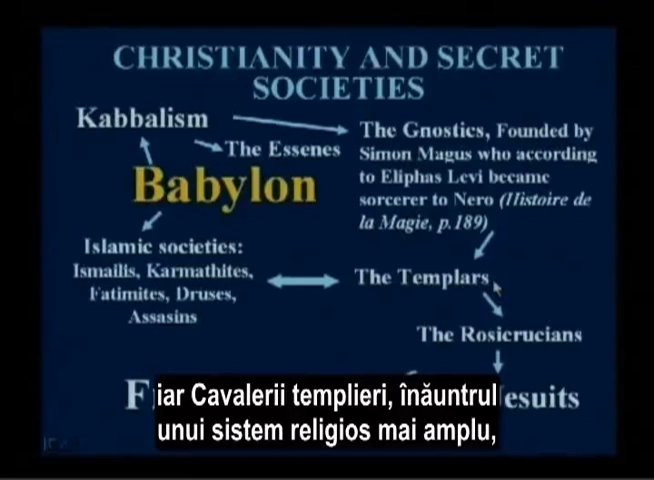 CHRISTIANITY AND SECRET
SOCIETIES
Kabbalism
The Essenes
Babylon
The Gnostics, Founded by
Simon Magus who according
to Eliphas Levi became
sorcerer to Nero (Histoire de
la Magie, p.189)
Islamic societies:
Ismailis, Karmathites,
Fatimites, Druses,
Assasins
The Templars
The Rosicrucians
F
esuits
iar Cavalerii templieri, înăuntrul
unui sistem religios mai amplu,